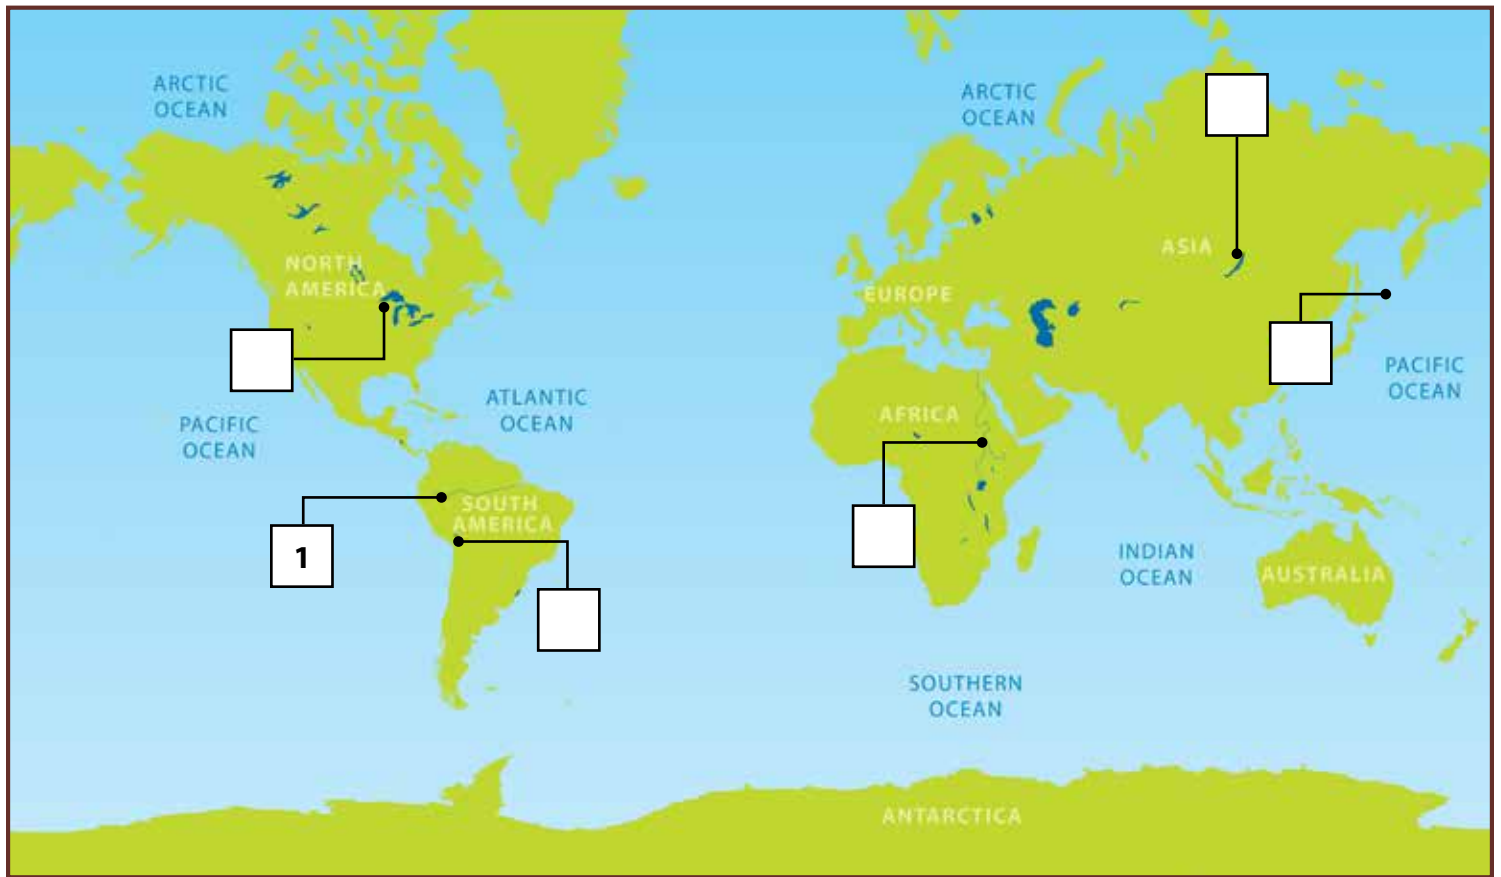 ARCTIC
OCEAN
ARCTIC
OCEAN
ASIA
NORTH
AMERICA
EUROPE
PACIFIC
OCEAN
ATLANTIC
OCEAN
AFRICA
PACIFIC
OCEAN
SOUTH
AMERICA
1
INDIAN
OCEAN
AUSTRALIA
SOUTHERN
OCEAN
ANTARCTICA